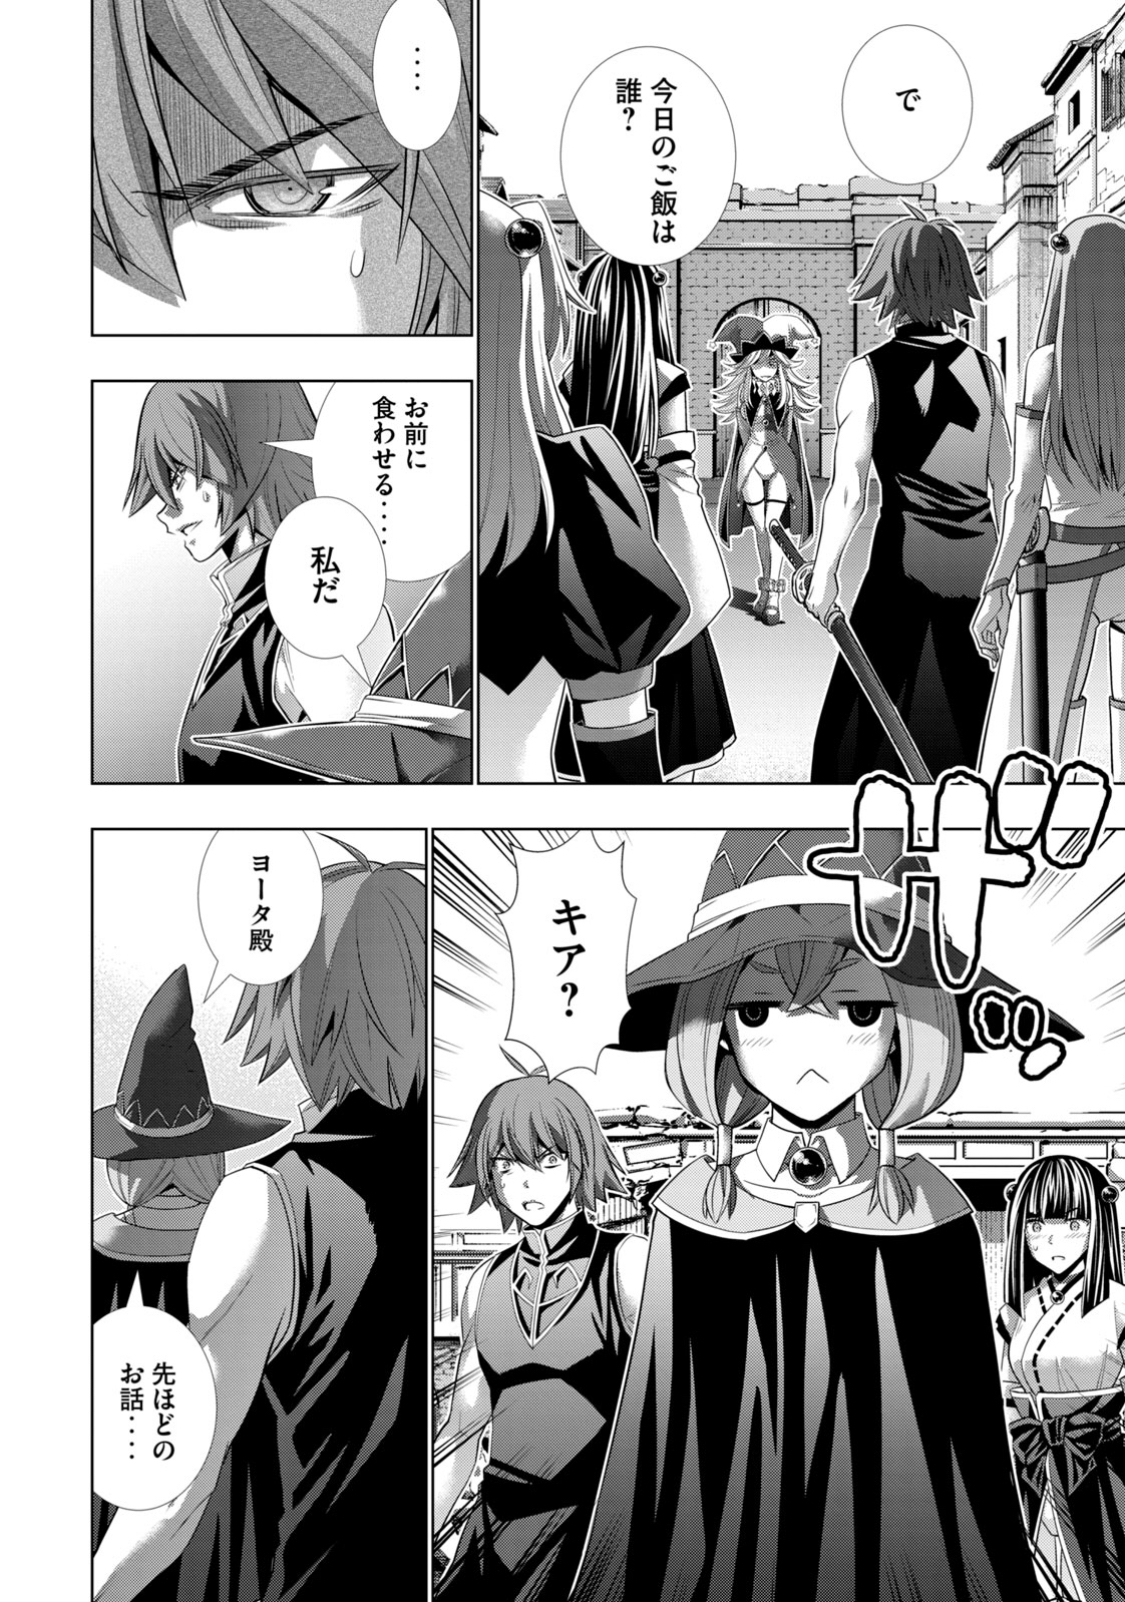 で
今日のご飯は
誰？
････
お前に
食わせる････
私だ
ザッ
キア？
ヨータ殿
先ほどの
お話････